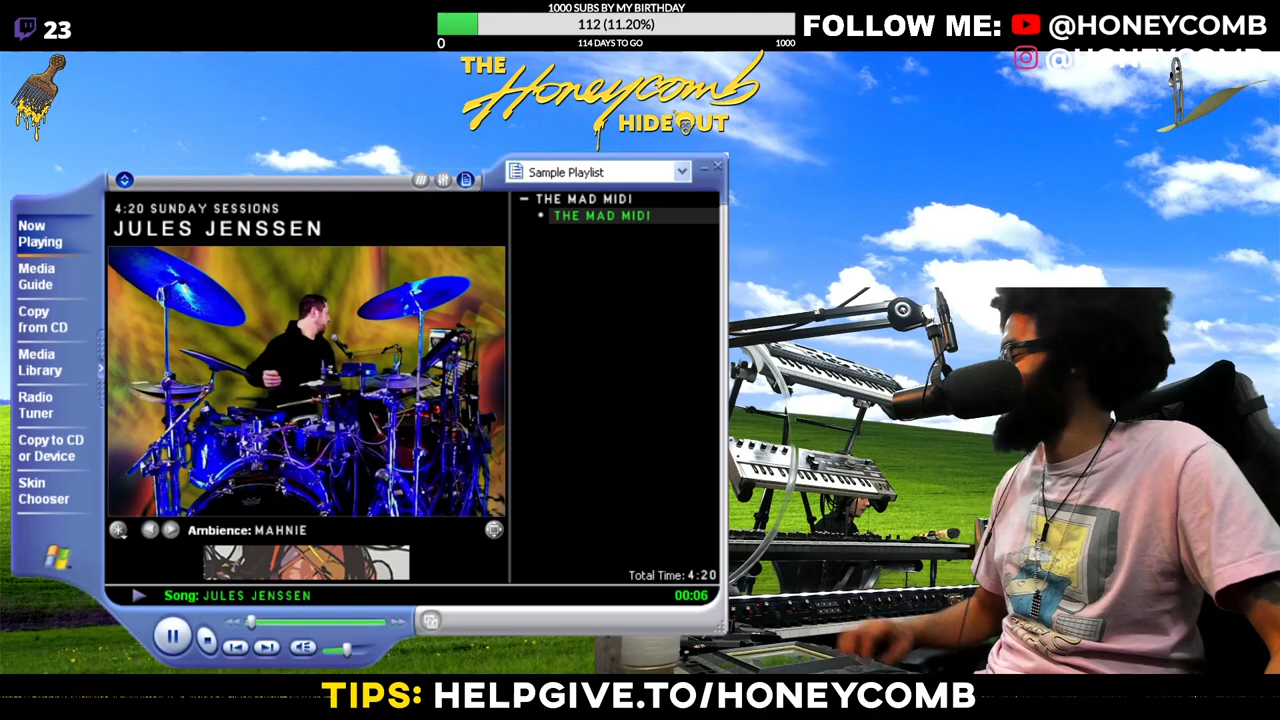 23
1000 SUBS BY MY BIRTHDAY
112 (11.20%)
0
114 DAYS TO GO
1000
FOLLOW ME: @HONEYCOMB
@HONEYCOMB
THE
Honeycomb
HIDEOUT
Sample Playlist
4:20 SUNDAY SESSIONS
JULES JENSSEN
THE MAD MIDI
THE MAD MIDI
Now
Playing
Media
Guide
Copy
from CD
Media
Library
Radio
Tuner
Copy to CD
or Device
Skin
Chooser
Ambience: MAHNIE
Total Time: 4:20
Song: JULES JENSSEN
00:06
TIPS: HELPGIVE.TO/HONEYCOMB